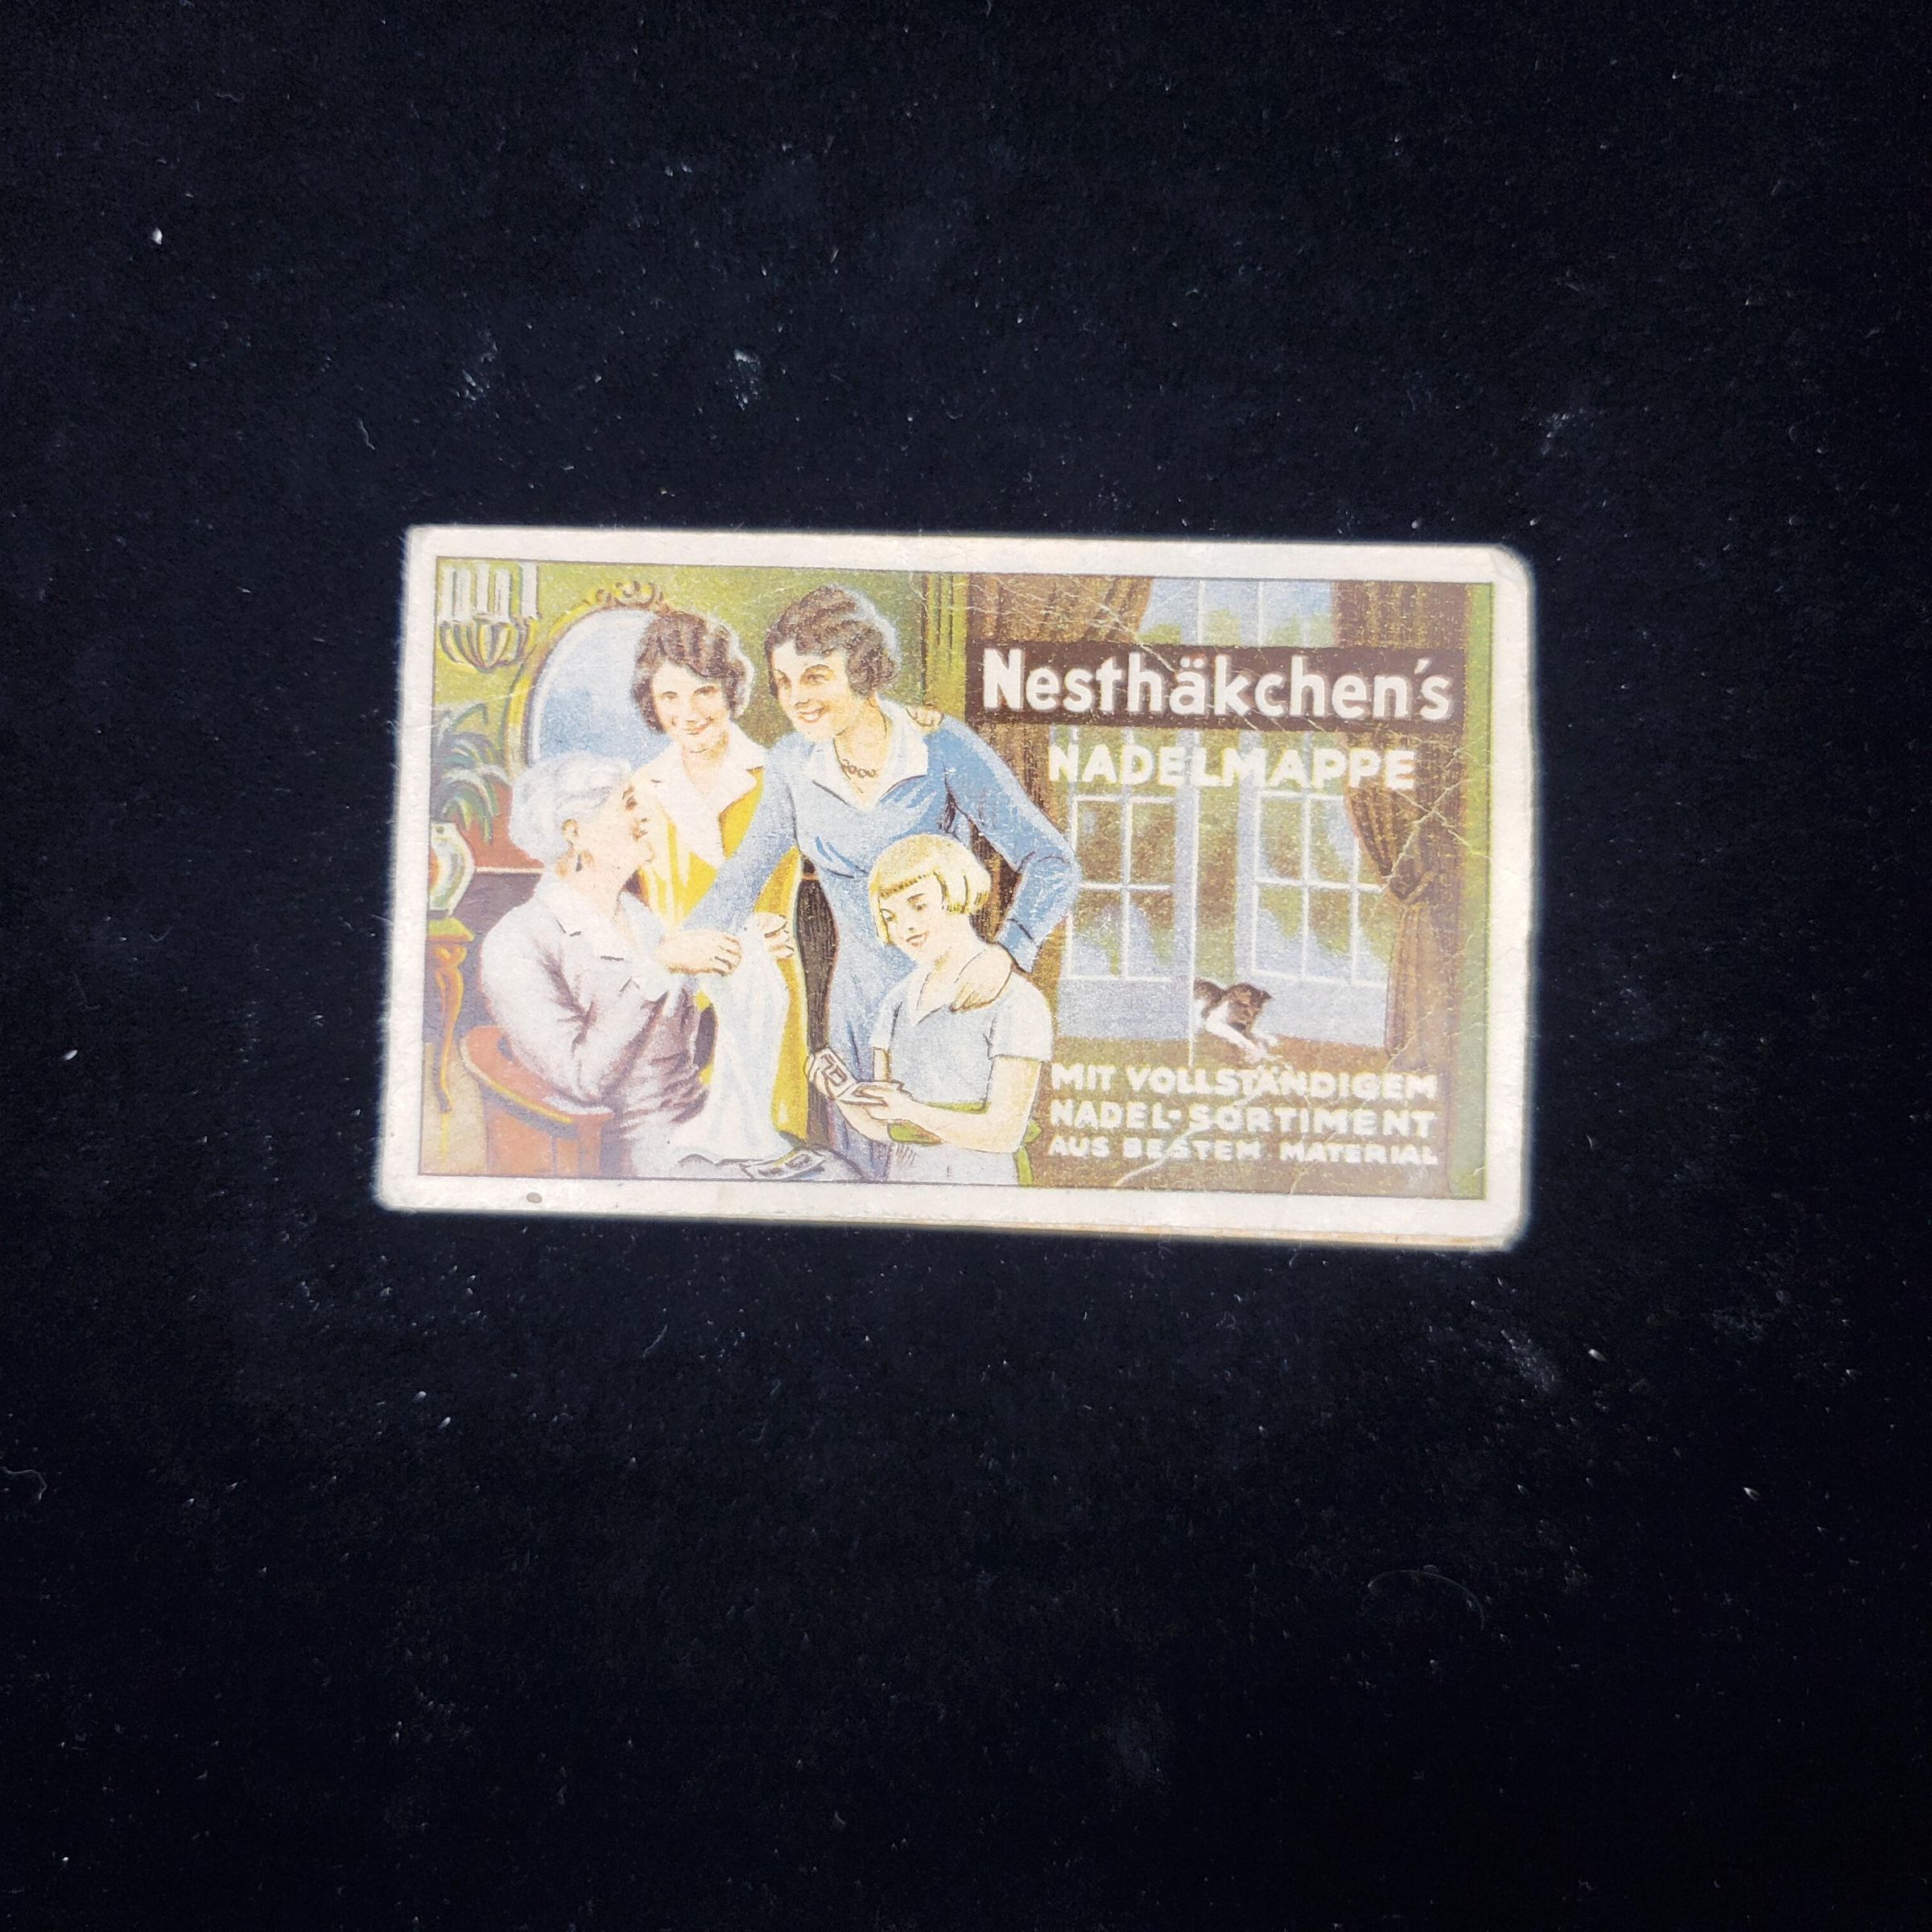 Nesthäkchen's
NADELMAPPE
MIT VOLLSTÄNDIGEM
NADEL-SORTIMENT
AUS BESTEM MATERIAL